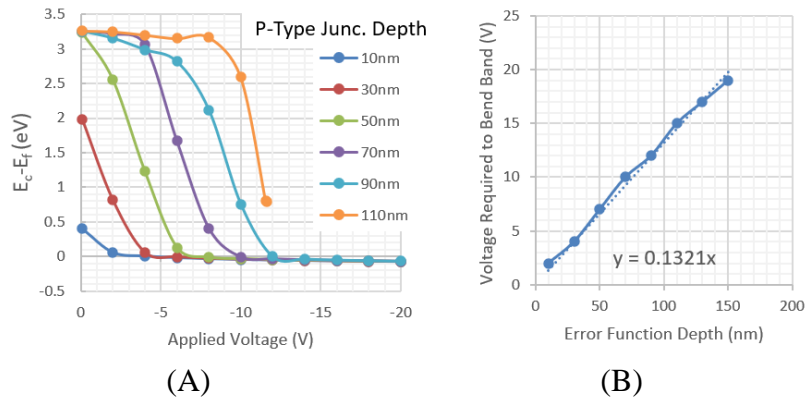 P-Type Junc. Depth
10nm
30nm
50nm
70nm
90nm
110nm
Ec-Ef (eV)
3.5
3
2.5
2
1.5
1
0.5
0
-0.5
0
-5
-10
-15
-20
Applied Voltage (V)
(A)
Voltage Required to Bend Band (V)
25
20
15
10
5
0
y = 0.1321x
0
50
100
150
200
Error Function Depth (nm)
(B)